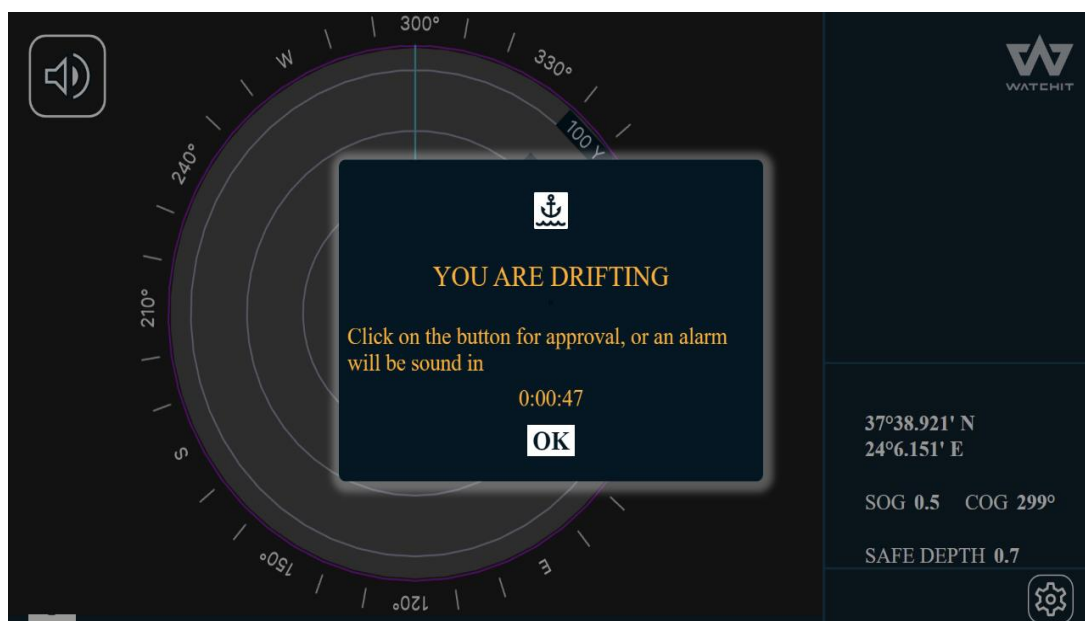 300°
330°
W
240°
210°
S
150°
120°
E
100 Y
WATCHIT
YOU ARE DRIFTING
Click on the button for approval, or an alarm
will be sound in
0:00:47
OK
37°38.921' N
24°6.151' E
SOG 0.5 COG 299°
SAFE DEPTH 0.7